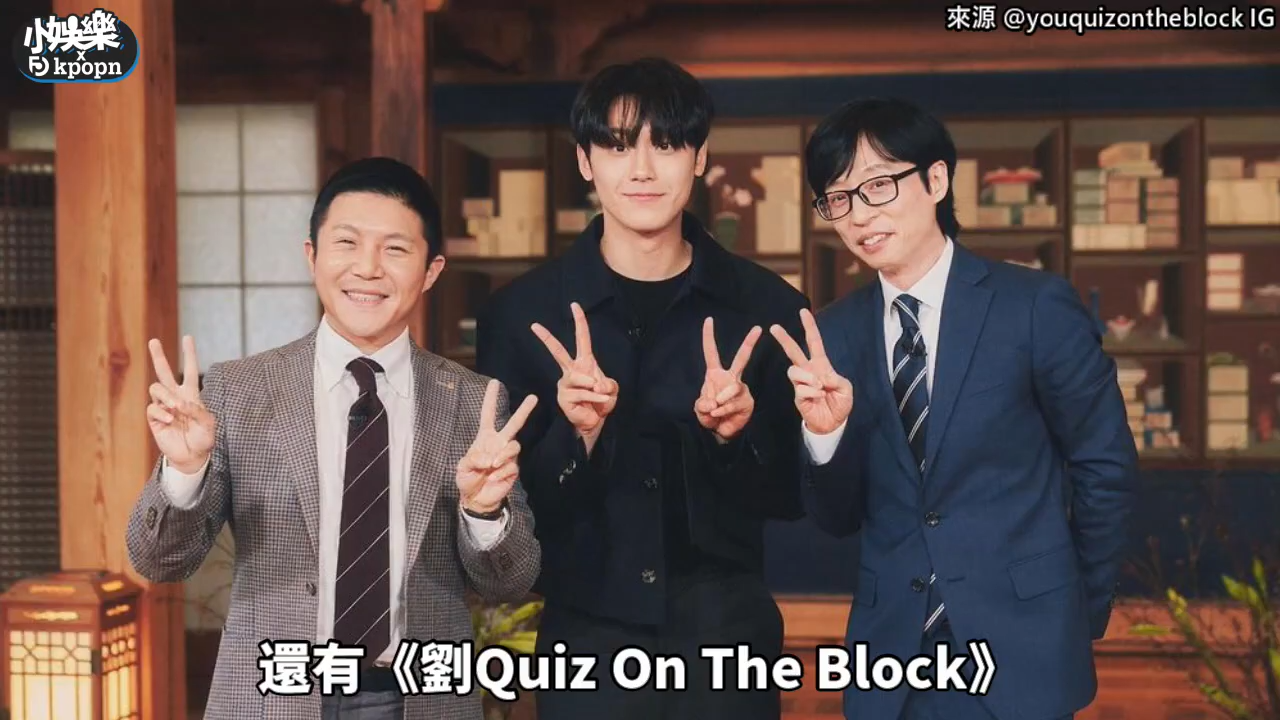 小娛樂
x
kpopn
來源 @youquizontheblock IG
還有《劉Quiz On The Block》